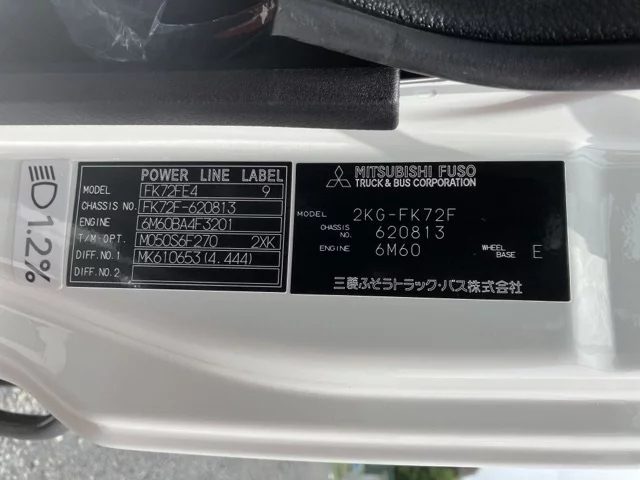 1.2%
POWER LINE LABEL
MODEL FK72FE4 9
CHASSIS NO. FK72F-620813
ENGINE 6M60BA4F3201
T/M OPT. M050S6F270 2XK
DIFF.NO.1 MK610653(4.444)
DIFF.NO.2
MITSUBISHI FUSO
TRUCK & BUS CORPORATION
MODEL 2KG-FK72F
CHASSIS NO. 620813
ENGINE 6M60 WHEEL BASE E
三菱ふそうトラック・バス株式会社